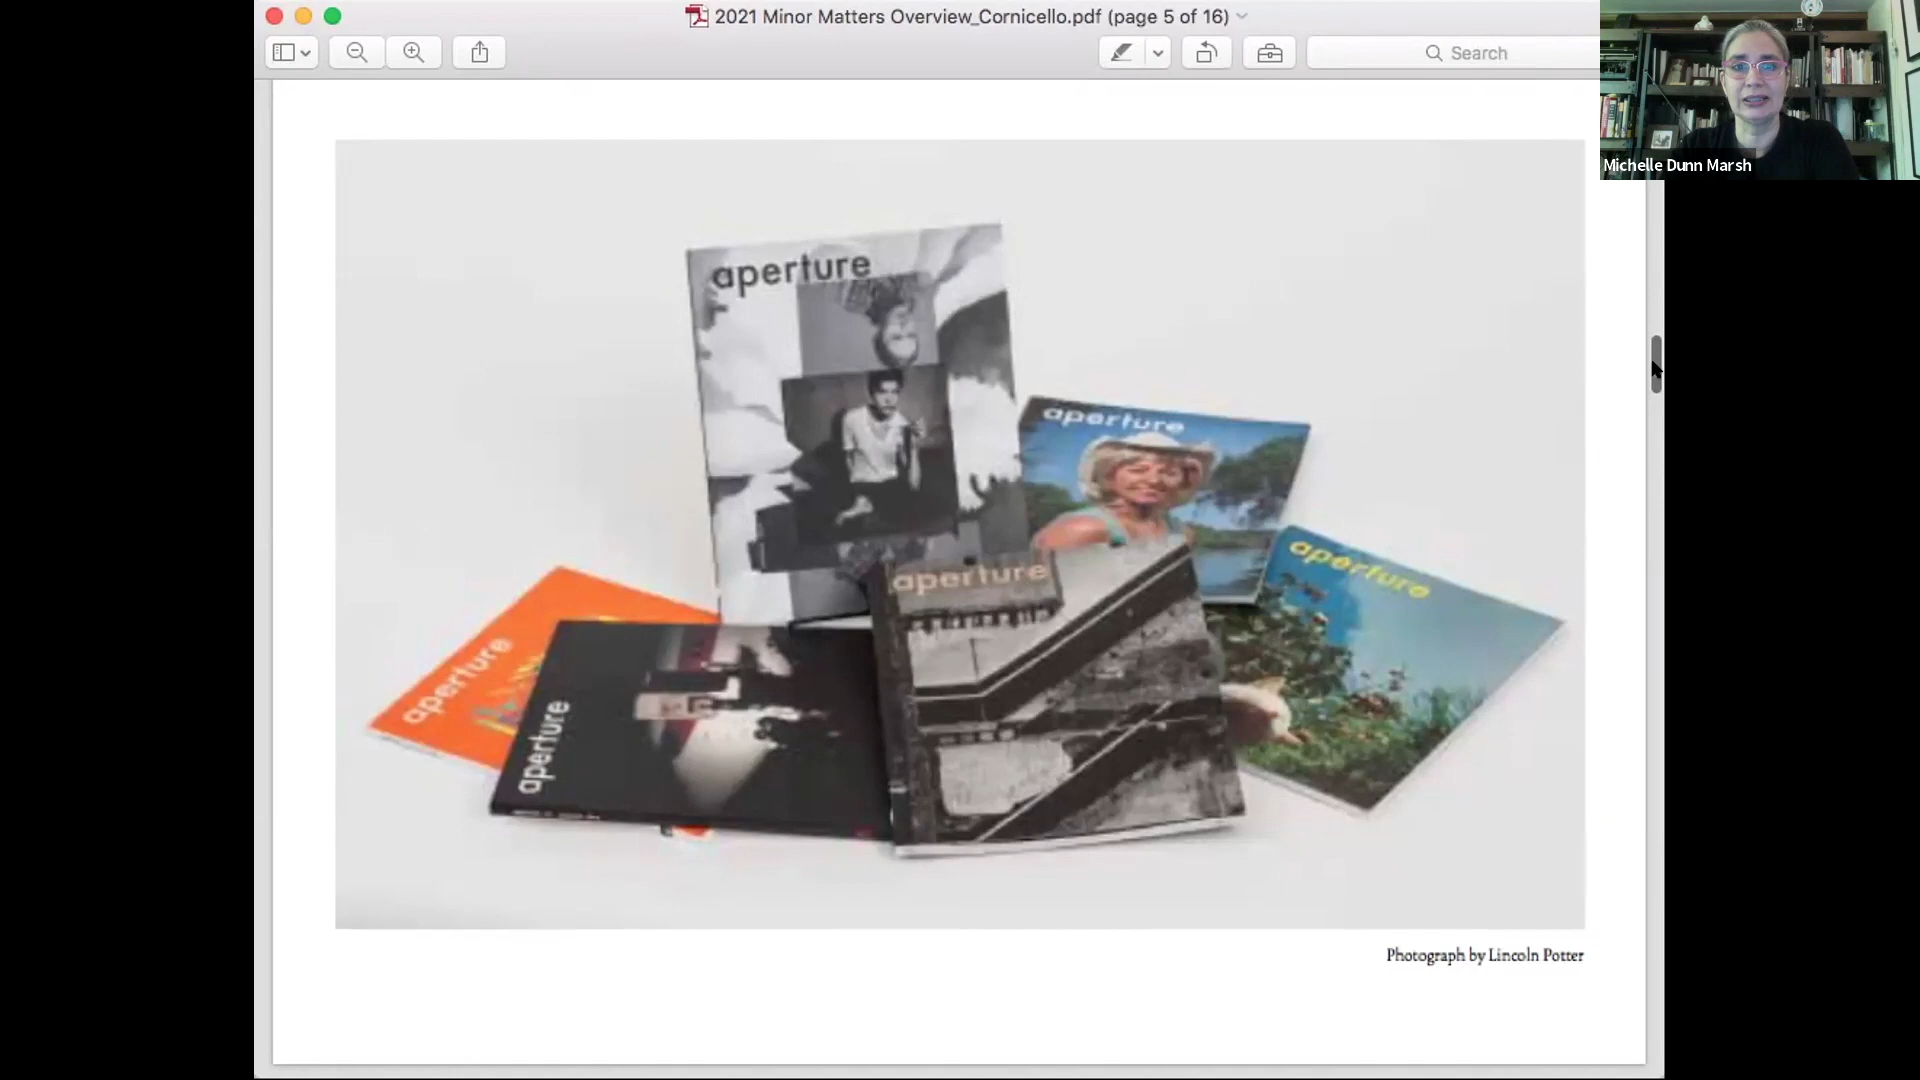 2021 Minor Matters Overview_Cornicello.pdf (page 5 of 16)
Search
Michelle Dunn Marsh
aperture
aperture
aperture
aperture
aperture
aperture
Photograph by Lincoln Potter